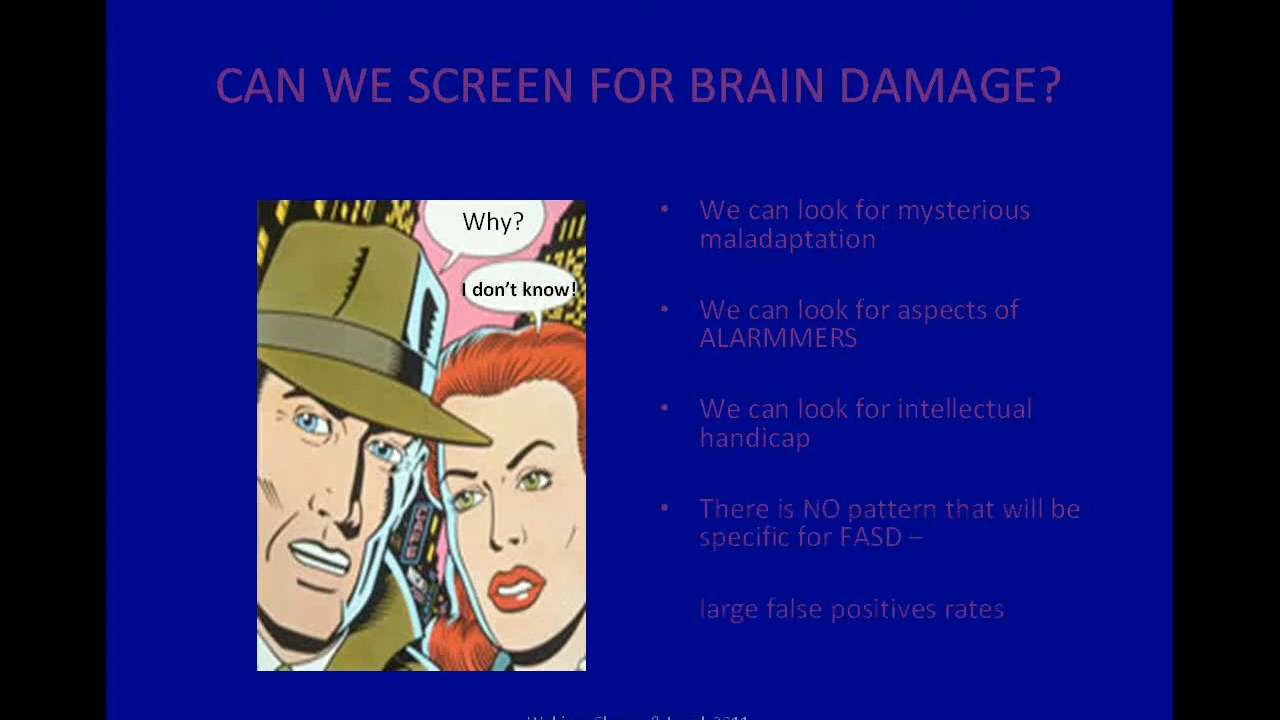 CAN WE SCREEN FOR BRAIN DAMAGE?
Why?
I don't know!
• We can look for mysterious
maladaptation
• We can look for aspects of
ALARMMERS
• We can look for intellectual
handicap
• There is NO pattern that will be
specific for FASD –
large false positives rates